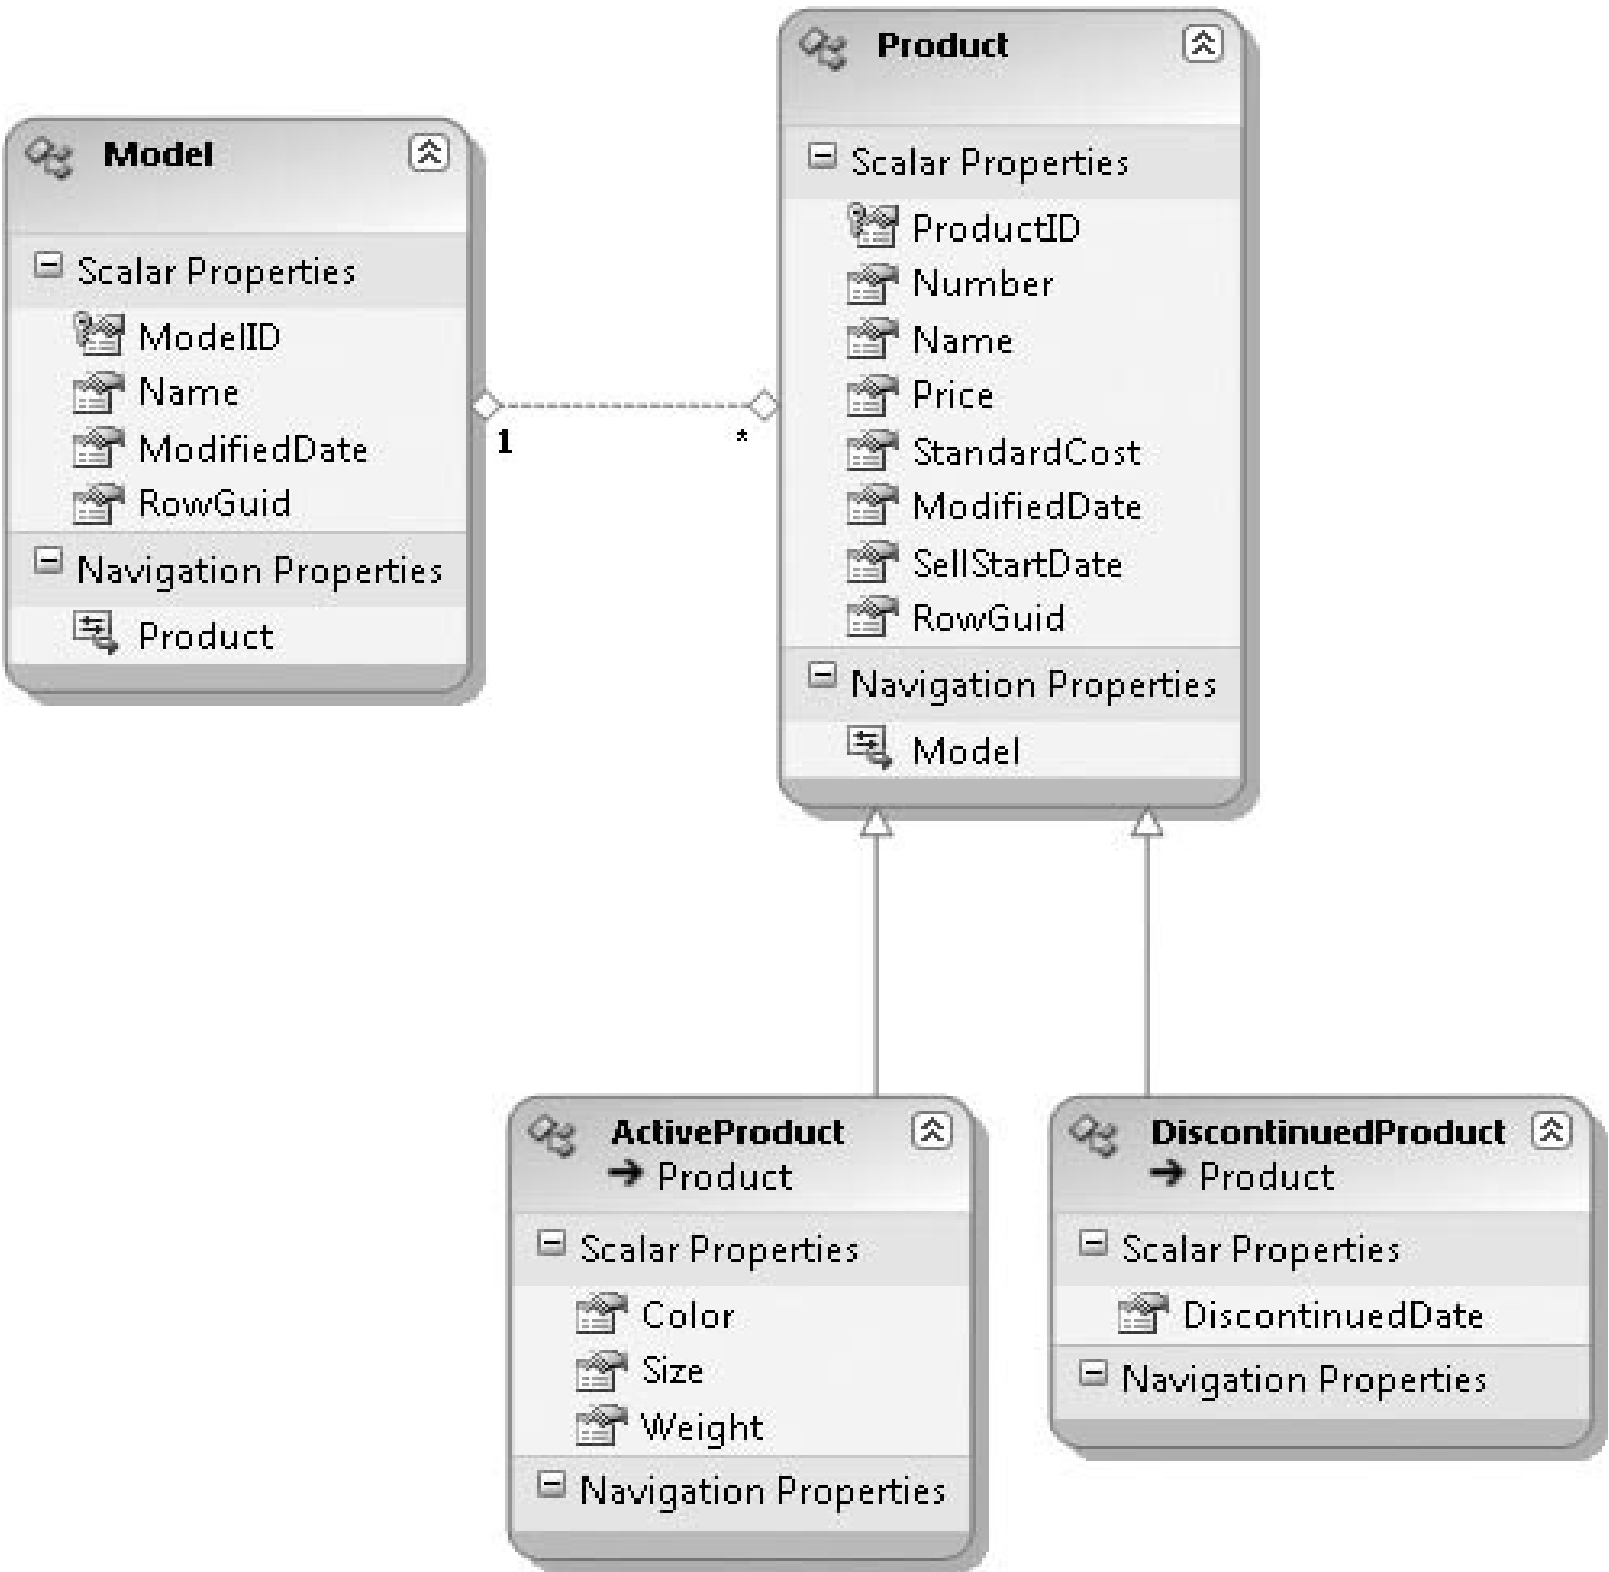 Model
Scalar Properties
ModelID
Name
ModifiedDate
RowGuid
Navigation Properties
Product
1
*
Product
Scalar Properties
ProductID
Number
Name
Price
StandardCost
ModifiedDate
SellStartDate
RowGuid
Navigation Properties
Model
ActiveProduct
→ Product
Scalar Properties
Color
Size
Weight
Navigation Properties
DiscontinuedProduct
→ Product
Scalar Properties
DiscontinuedDate
Navigation Properties